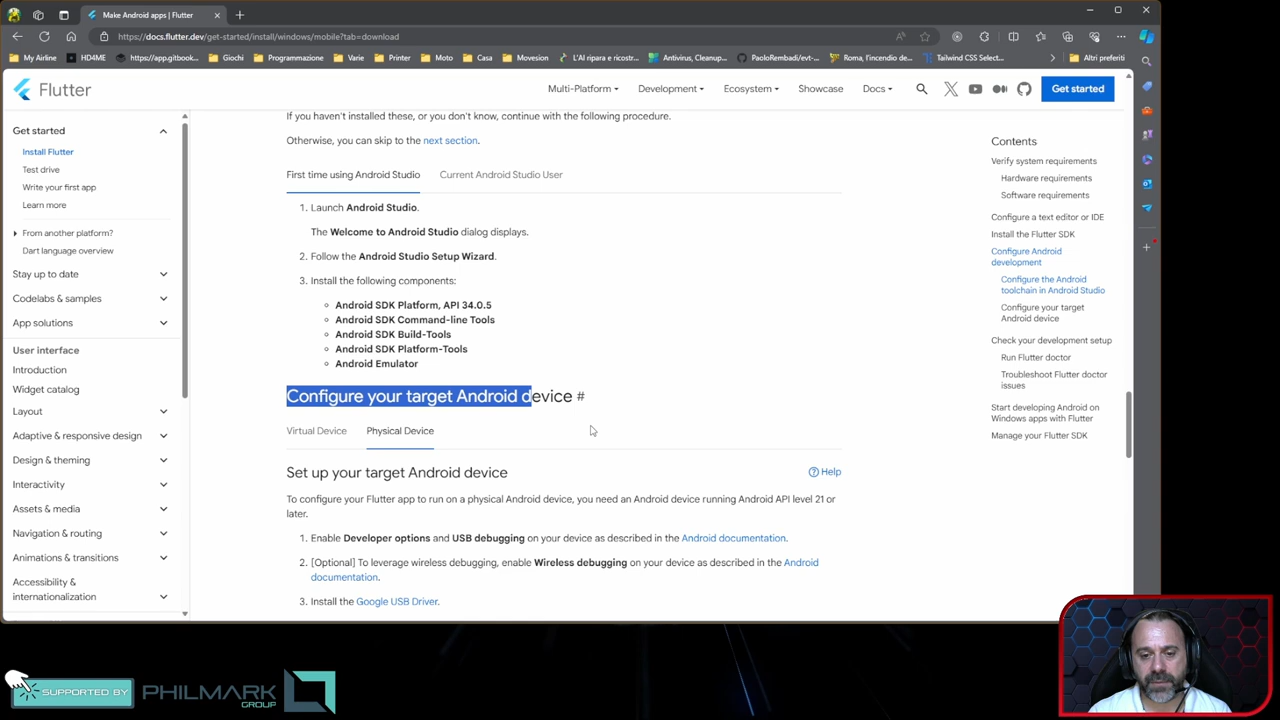 Make Android apps | Flutter
https://docs.flutter.dev/get-started/install/windows/mobile?tab=download
My Airline
HD4ME
https://app.gitbook...
Giochi
Programmazione
Varie
Printer
Moto
Casa
Movesion
L'AI ripara e ricostr...
Antivirus, Cleanup...
PaoloRembadi/evt-...
Roma, l'incendio de...
Tailwind CSS Select...
Altri preferiti
Flutter
Multi-Platform
Development
Ecosystem
Showcase
Docs
Get started
Get started
Install Flutter
Test drive
Write your first app
Learn more
From another platform?
Dart language overview
Stay up to date
Codelabs & samples
App solutions
User interface
Introduction
Widget catalog
Layout
Adaptive & responsive design
Design & theming
Interactivity
Assets & media
Navigation & routing
Animations & transitions
Accessibility &
internationalization
If you haven't installed these, or you don't know, continue with the following procedure.
Otherwise, you can skip to the next section.
First time using Android Studio
Current Android Studio User
1. Launch Android Studio.
The Welcome to Android Studio dialog displays.
2. Follow the Android Studio Setup Wizard.
3. Install the following components:
Android SDK Platform, API 34.0.5
Android SDK Command-line Tools
Android SDK Build-Tools
Android SDK Platform-Tools
Android Emulator
Configure your target Android device #
Virtual Device
Physical Device
Set up your target Android device
Help
To configure your Flutter app to run on a physical Android device, you need an Android device running Android API level 21 or
later.
1. Enable Developer options and USB debugging on your device as described in the Android documentation.
2. [Optional] To leverage wireless debugging, enable Wireless debugging on your device as described in the Android
documentation.
3. Install the Google USB Driver.
Contents
Verify system requirements
Hardware requirements
Software requirements
Configure a text editor or IDE
Install the Flutter SDK
Configure Android
development
Configure the Android
toolchain in Android Studio
Configure your target
Android device
Check your development setup
Run Flutter doctor
Troubleshoot Flutter doctor
issues
Start developing Android on
Windows apps with Flutter
Manage your Flutter SDK
SUPPORTED BY
PHILMARK
GROUP